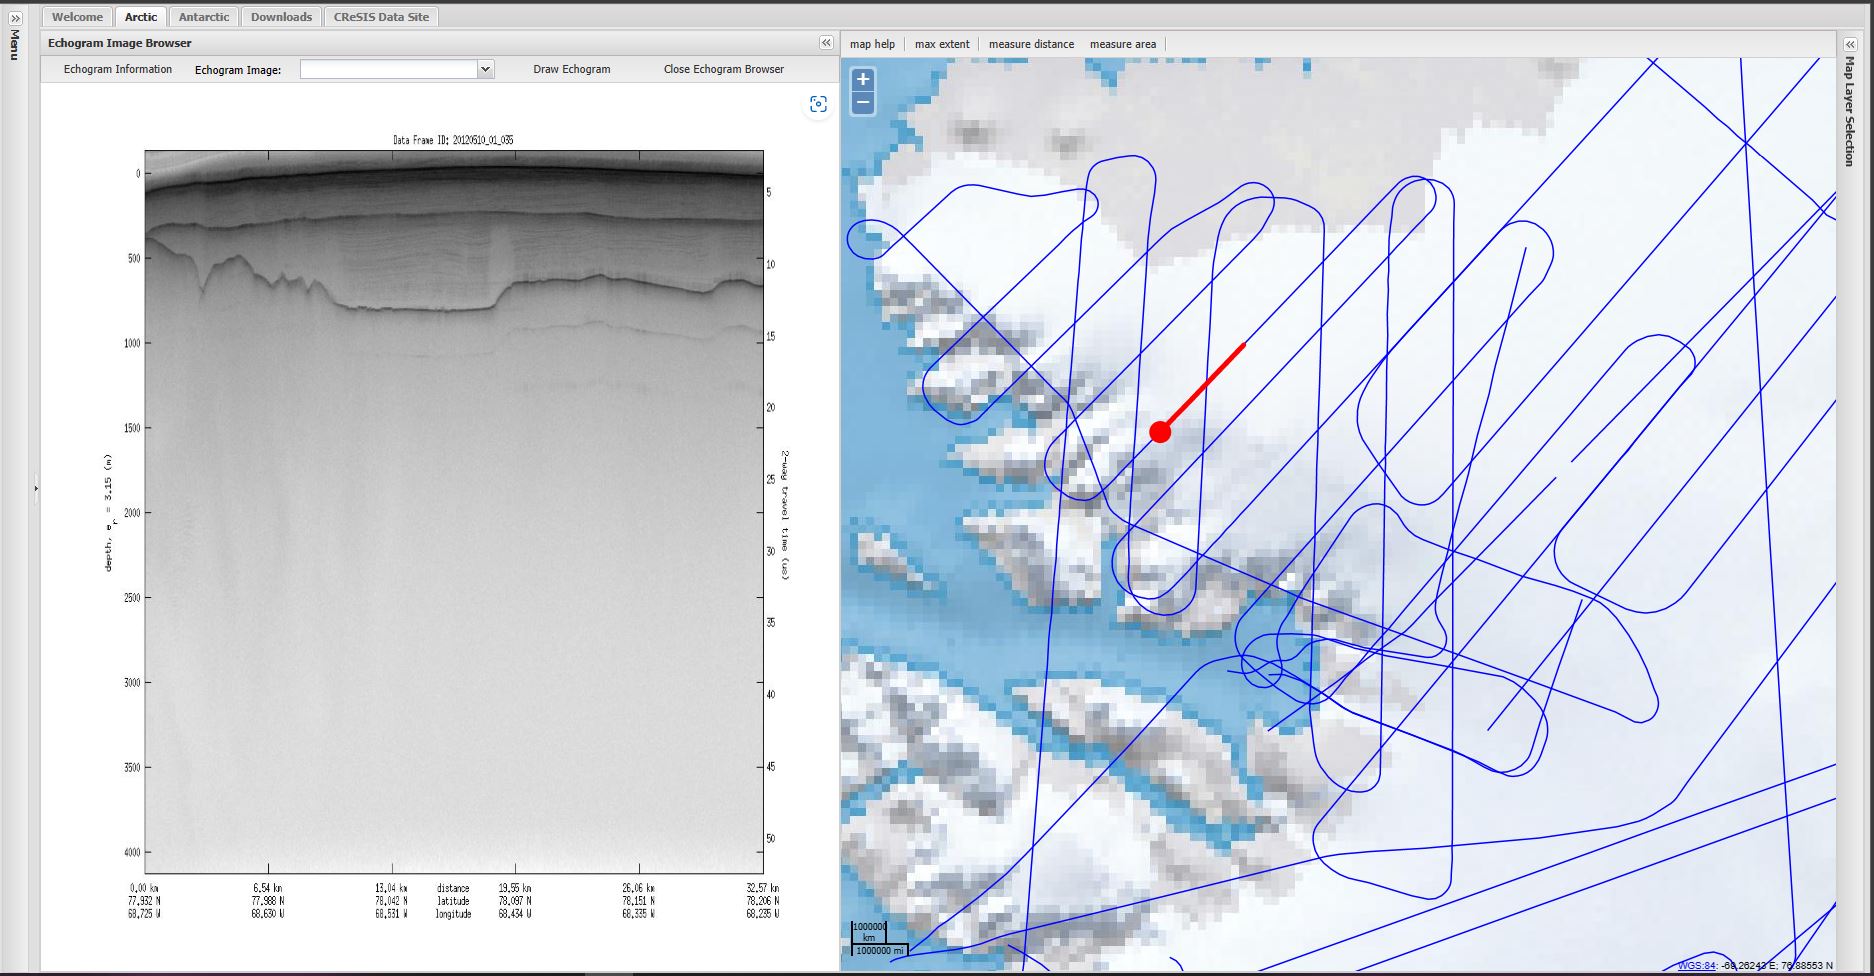 Welcome Arctic Antarctic Downloads CReSIS Data Site
Menu
Echogram Image Browser
Echogram Information Echogram Image: Draw Echogram Close Echogram Browser
map help max extent measure distance measure area
Map Layer Selection
Data Frame ID: 20120510_01_035
0
500
1000
1500
2000
2500
3000
3500
4000
depth, e_r = 3.15 (m)
5
10
15
20
25
30
35
40
45
50
2-way travel time (us)
0.00 km 6.54 km 13.04 km distance 19.55 km 26.06 km 32.57 km
77.932 N 77.988 N 78.042 N latitude 78.097 N 78.151 N 78.206 N
68.725 W 68.630 W 68.531 W longitude 68.434 W 68.335 W 68.235 W
+
−
1000000
km
1000000 mi
WGS:84: -69.26243 E; 76.88553 N